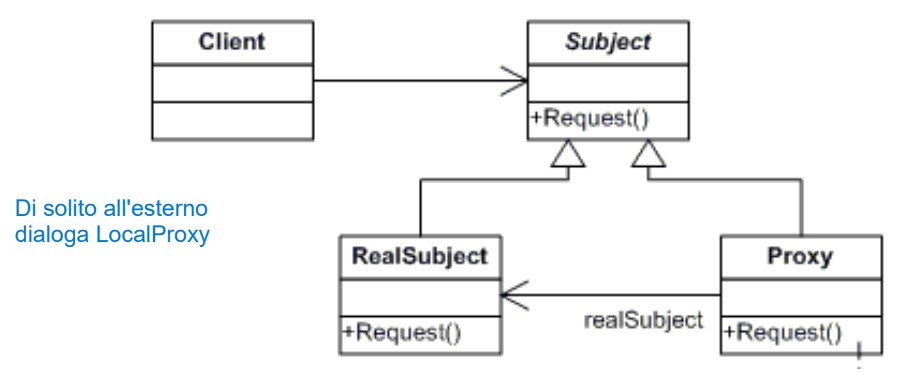 Client
Subject
+Request()
Di solito all'esterno
dialoga LocalProxy
RealSubject
Proxy
realSubject
+Request()
+Request()